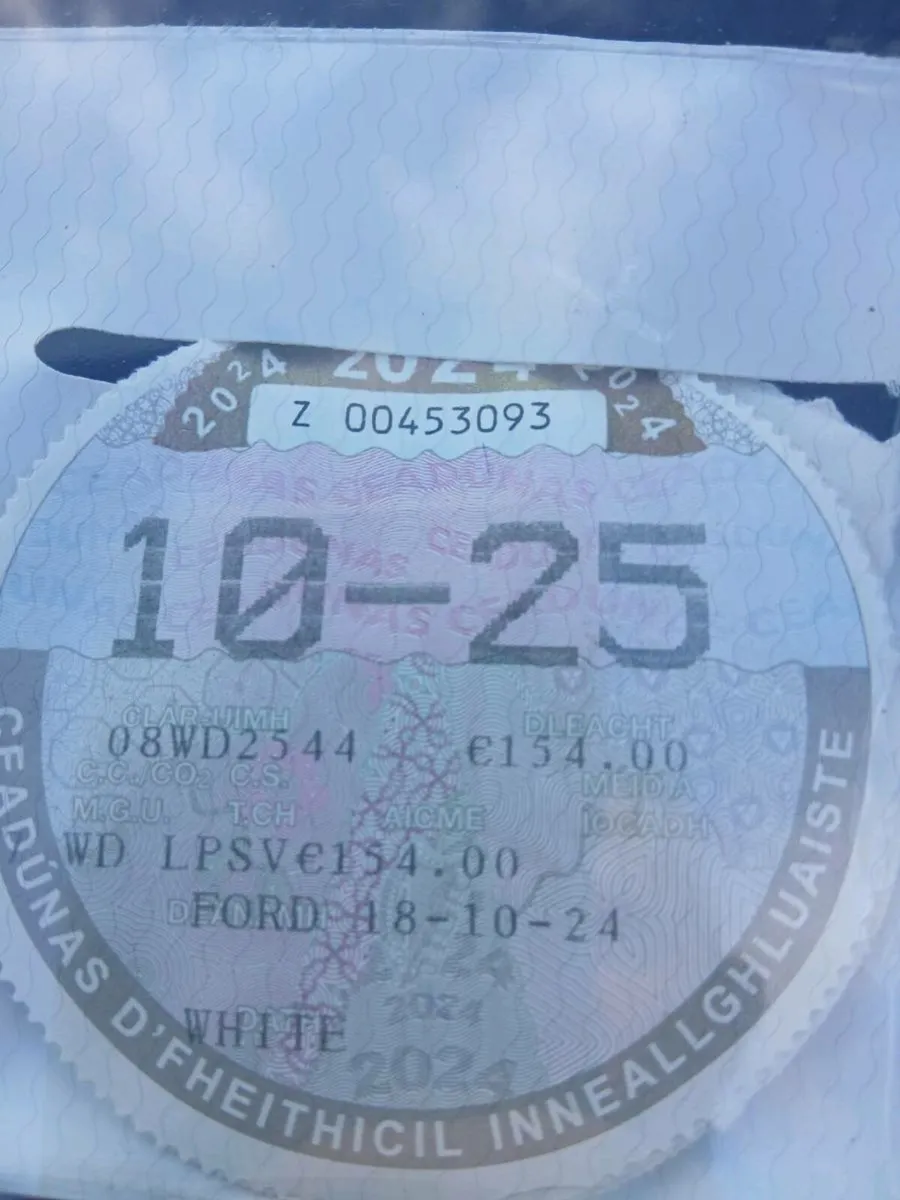 2024 2024 2024
Z 00453093
10-25
CLÁR-UIMH DLEACHT
08WD2544 €154.00
C.C./CO₂ C.S. MEID A
M.G.U. T.CH AICME ÍOCADH
WD LPSV€154.00
FORD 18-10-24
2024
WHITE
2024
CEADÚNAS D'FHEITHICIL INNEALLGHLUAISTE